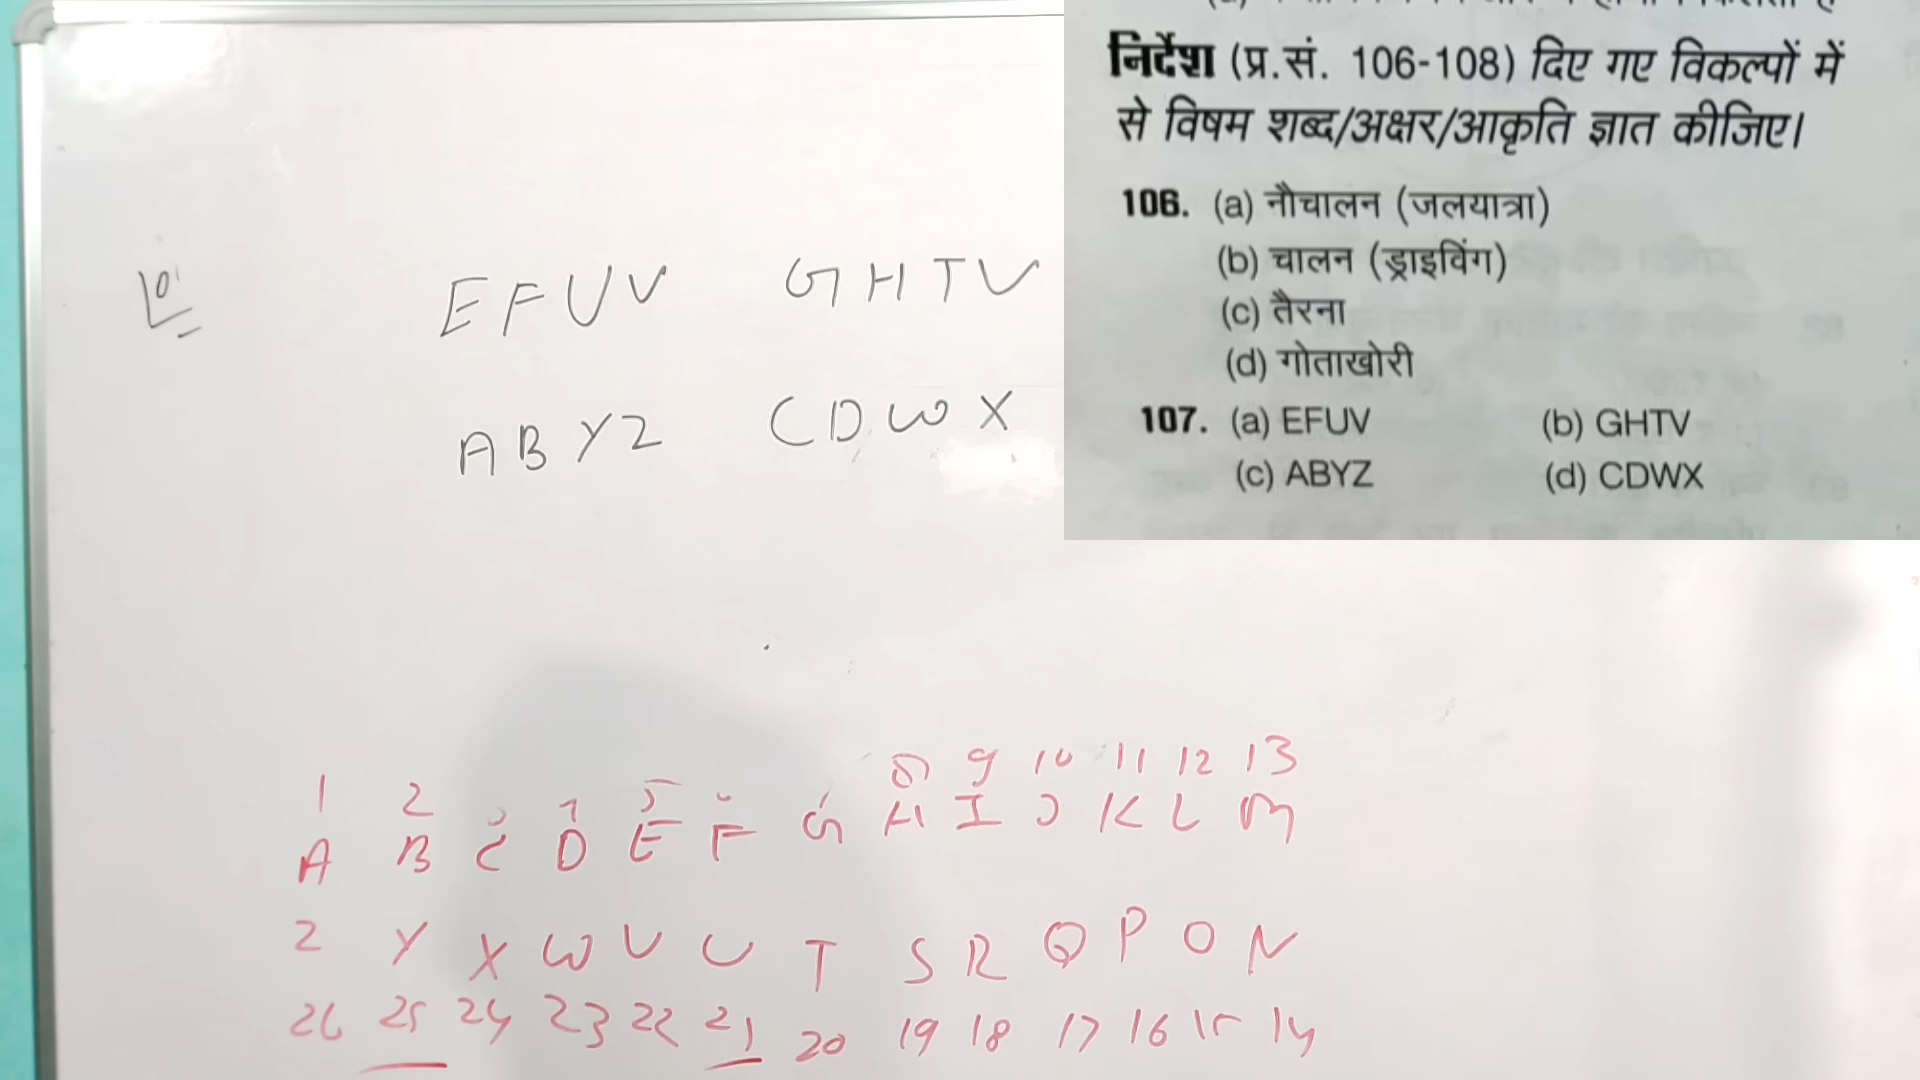 निर्देश (प्र.सं. 106-108) दिए गए विकल्पों में
से विषम शब्द/अक्षर/आकृति ज्ञात कीजिए।
106. (a) नौचालन (जलयात्रा)
(b) चालन (ड्राइविंग)
(c) तैरना
(d) गोताखोरी
107. (a) EFUV (b) GHTV
(c) ABYZ (d) CDWX
EFUV GHTV
ABYZ CDWX
1 2 5 8 9 10 11 12 13
A B C D E F G H I J K L M
Z Y X W V U T S R Q P O N
26 25 24 23 22 21 20 19 18 17 16 15 14